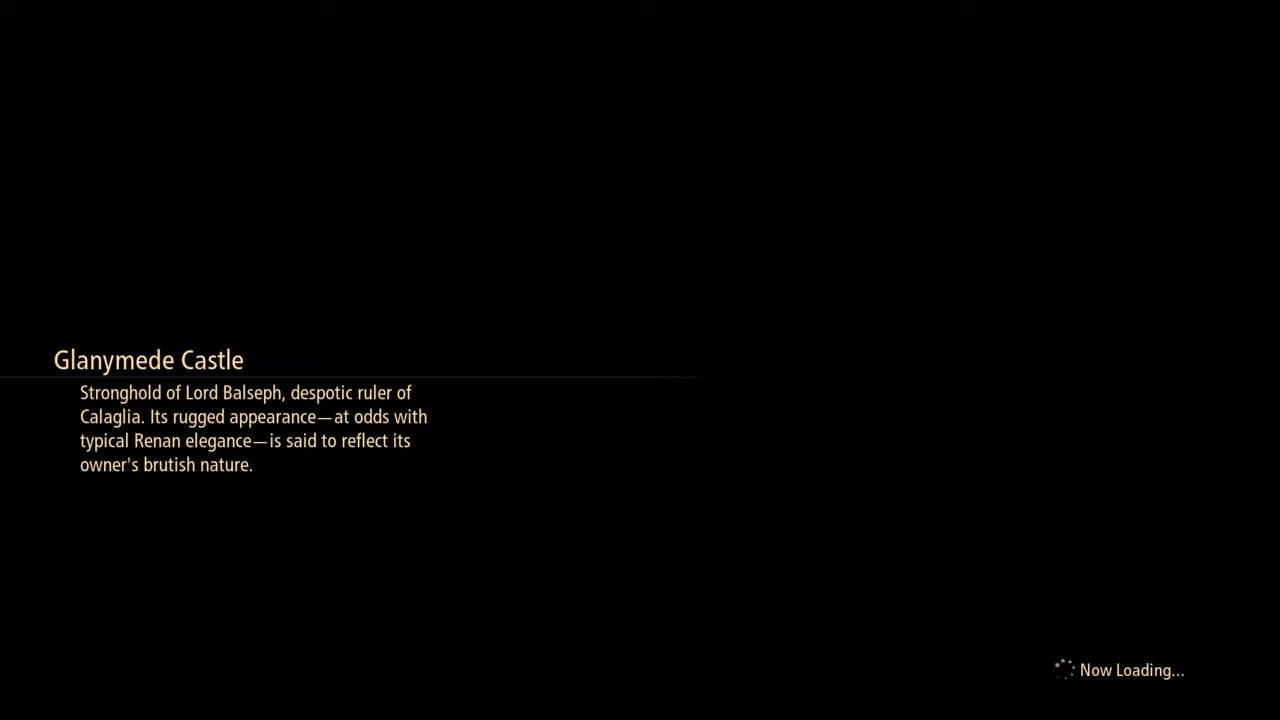 Glanymede Castle
Stronghold of Lord Balseph, despotic ruler of
Calaglia. Its rugged appearance—at odds with
typical Renan elegance—is said to reflect its
owner's brutish nature.
Now Loading...